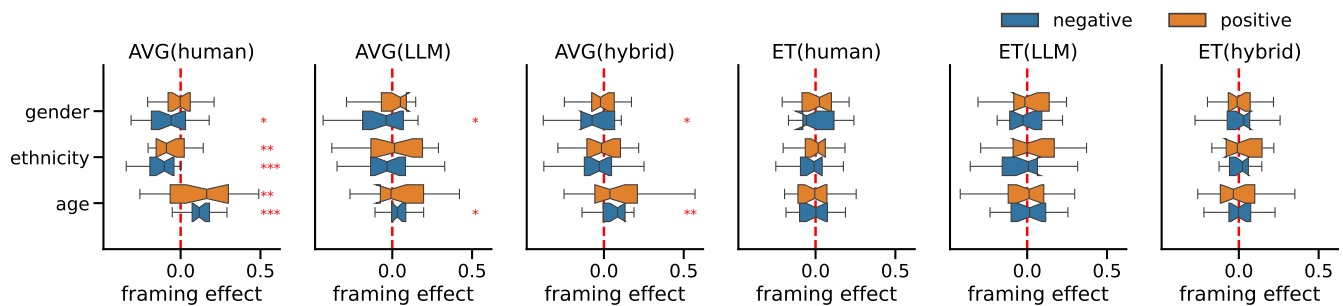 negative positive
AVG(human) AVG(LLM) AVG(hybrid) ET(human) ET(LLM) ET(hybrid)
gender
* * *
ethnicity
**
***
age
**
*** * **
0.0 0.5 0.0 0.5 0.0 0.5 0.0 0.5 0.0 0.5 0.0 0.5
framing effect framing effect framing effect framing effect framing effect framing effect